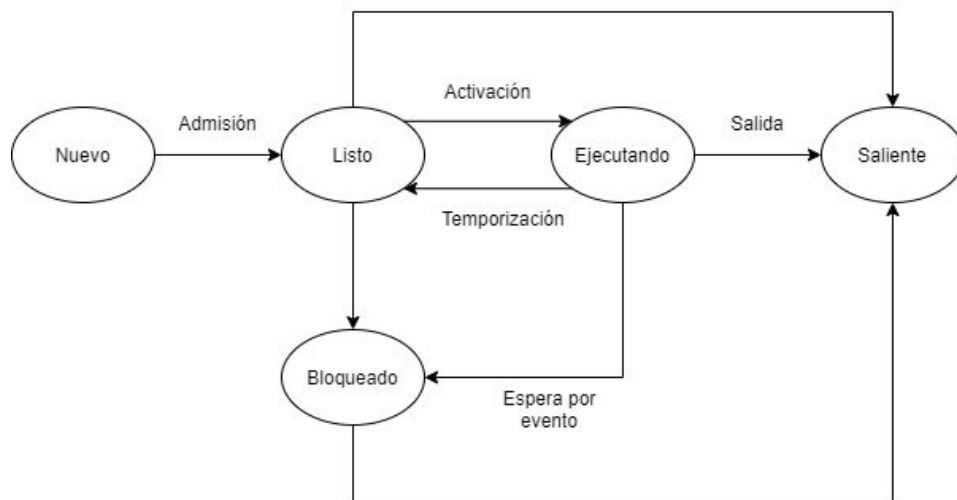 Activación
Admisión
Salida
Nuevo
Listo
Ejecutando
Saliente
Temporización
Bloqueado
Espera por
evento